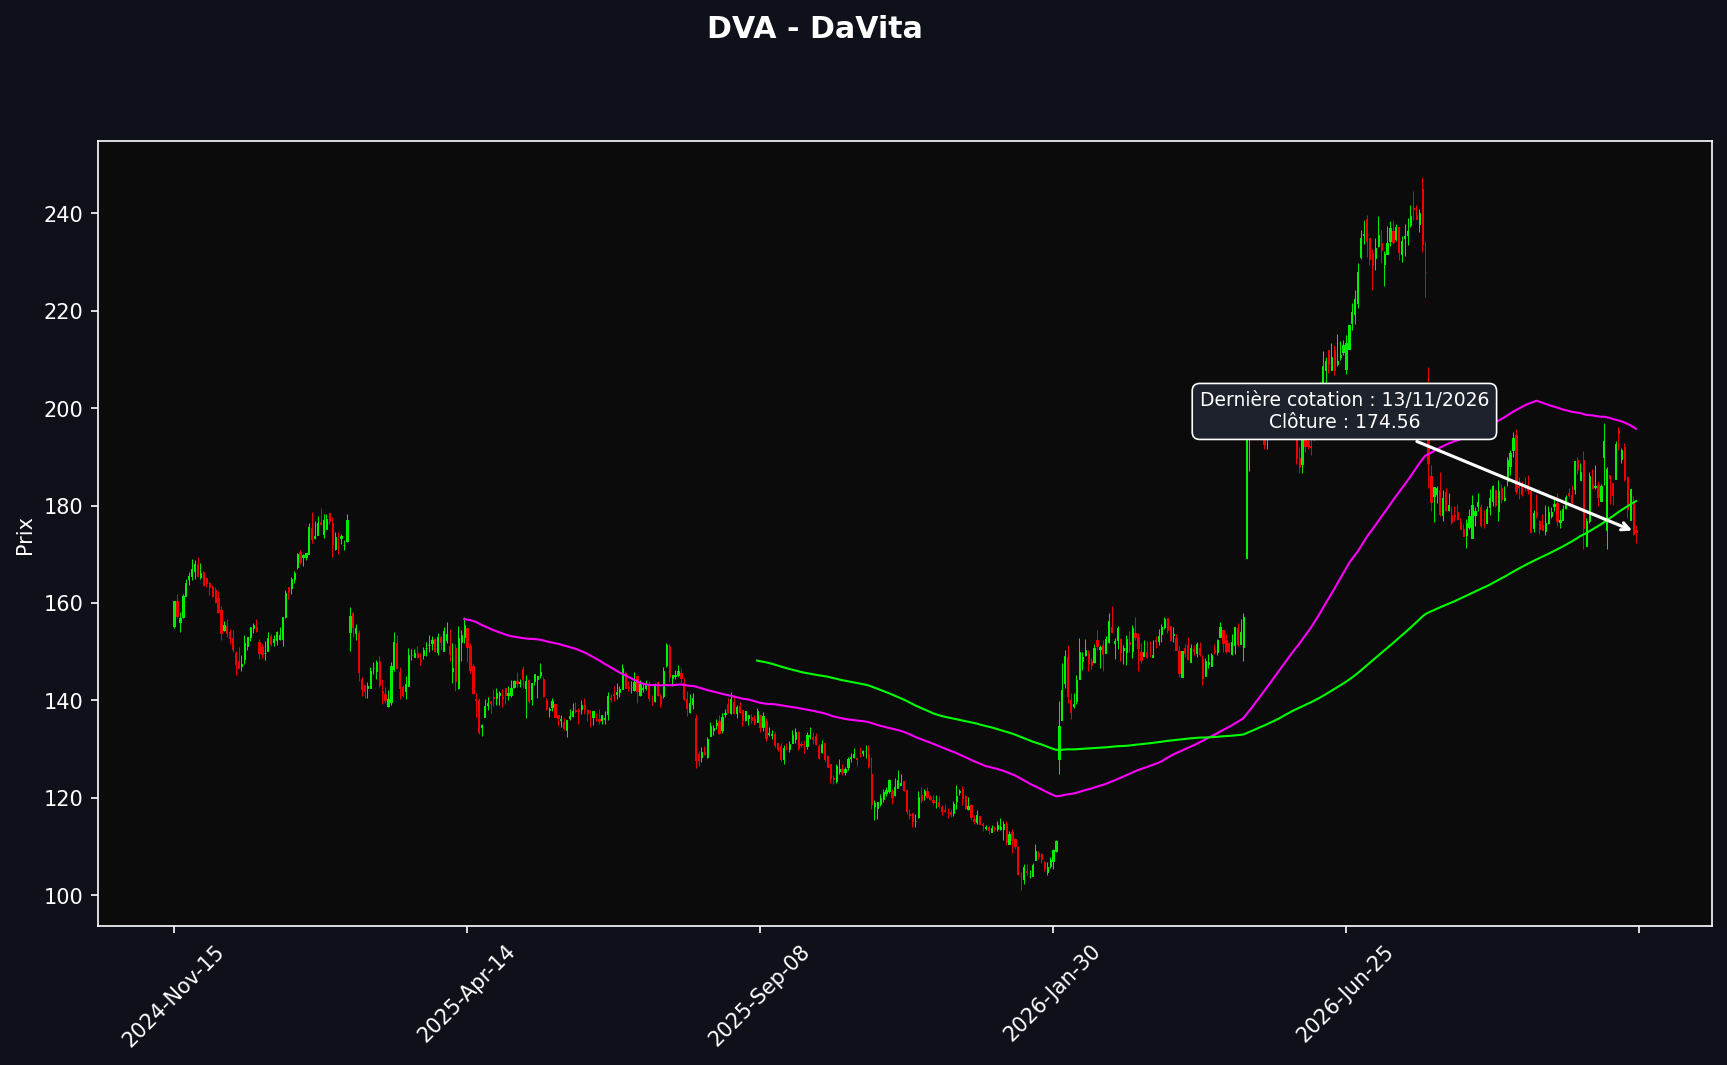 DVA - DaVita
Prix
240
220
200
180
160
140
120
100
Dernière cotation : 13/11/2026
Clôture : 174.56
2024-Nov-15
2025-Apr-14
2025-Sep-08
2026-Jan-30
2026-Jun-25